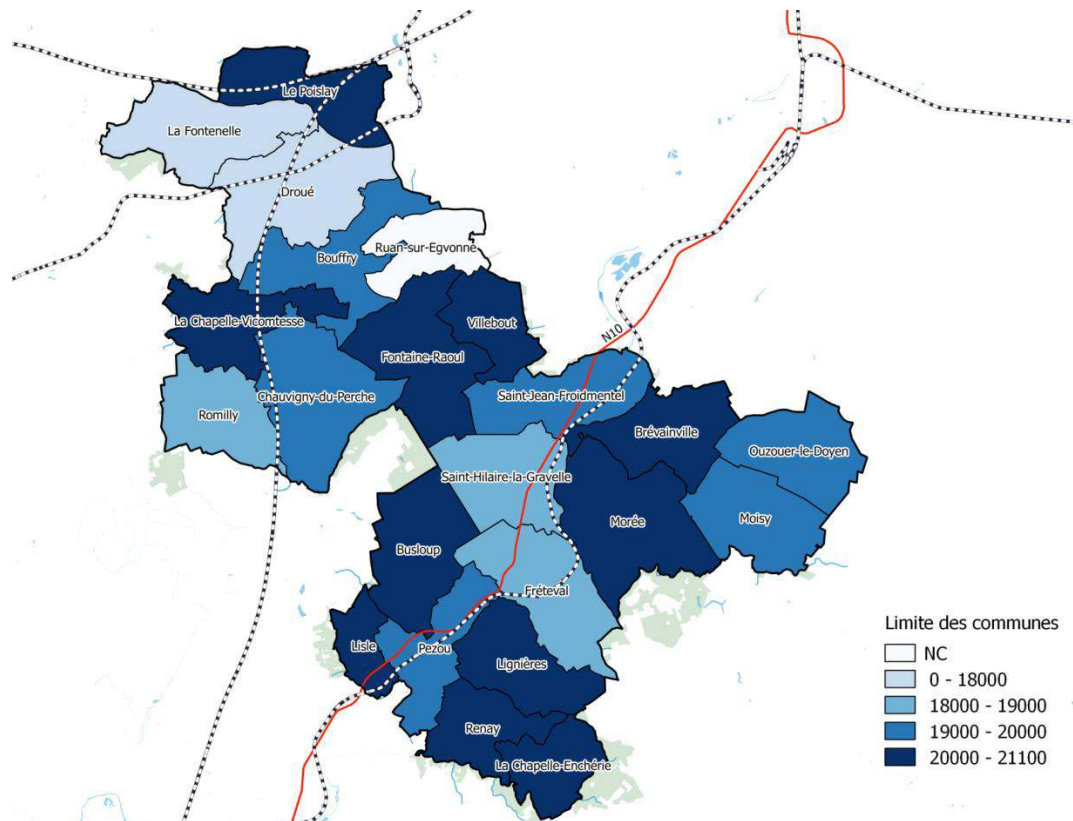 Le Poislay
La Fontenelle
Droué
Ruan-sur-Egvonne
Bouffry
La Chapelle-Vicomtesse
Villebout
N10
Fontaine-Raoul
Chauvigny-du-Perche
Saint-Jean-Froidmentel
Romilly
Brévainville
Ouzouer-le-Doyen
Saint-Hilaire-la-Gravelle
Morée
Moisy
Busloup
Fréteval
Lisle
Pezou
Lignières
Renay
La Chapelle-Enchérie
Limite des communes
NC
0 - 18000
18000 - 19000
19000 - 20000
20000 - 21100